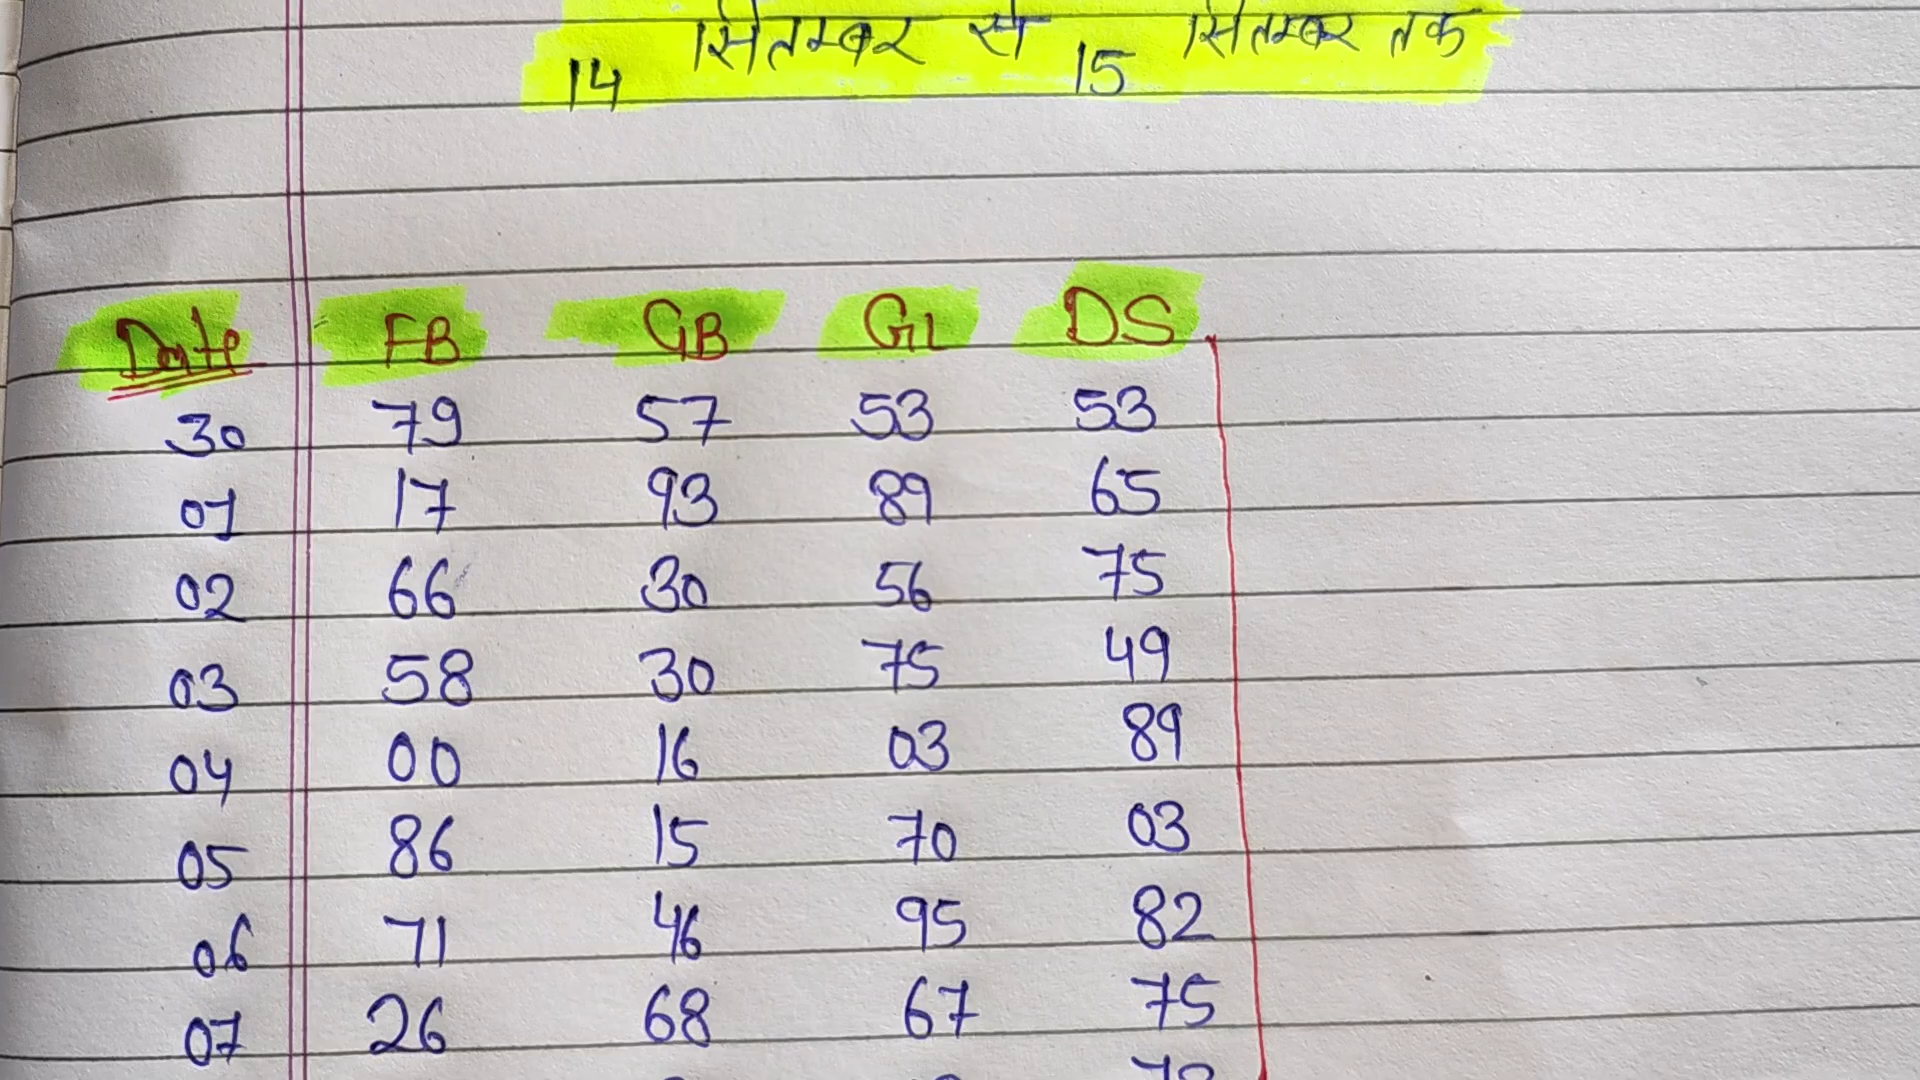 14 सितम्बर से 15 सितम्बर तक
Date FB GB GL DS
30 79 57 53 53
01 17 93 89 65
02 66 30 56 75
03 58 30 75 49
04 00 16 03 89
05 86 15 70 03
06 71 46 95 82
07 26 68 67 75